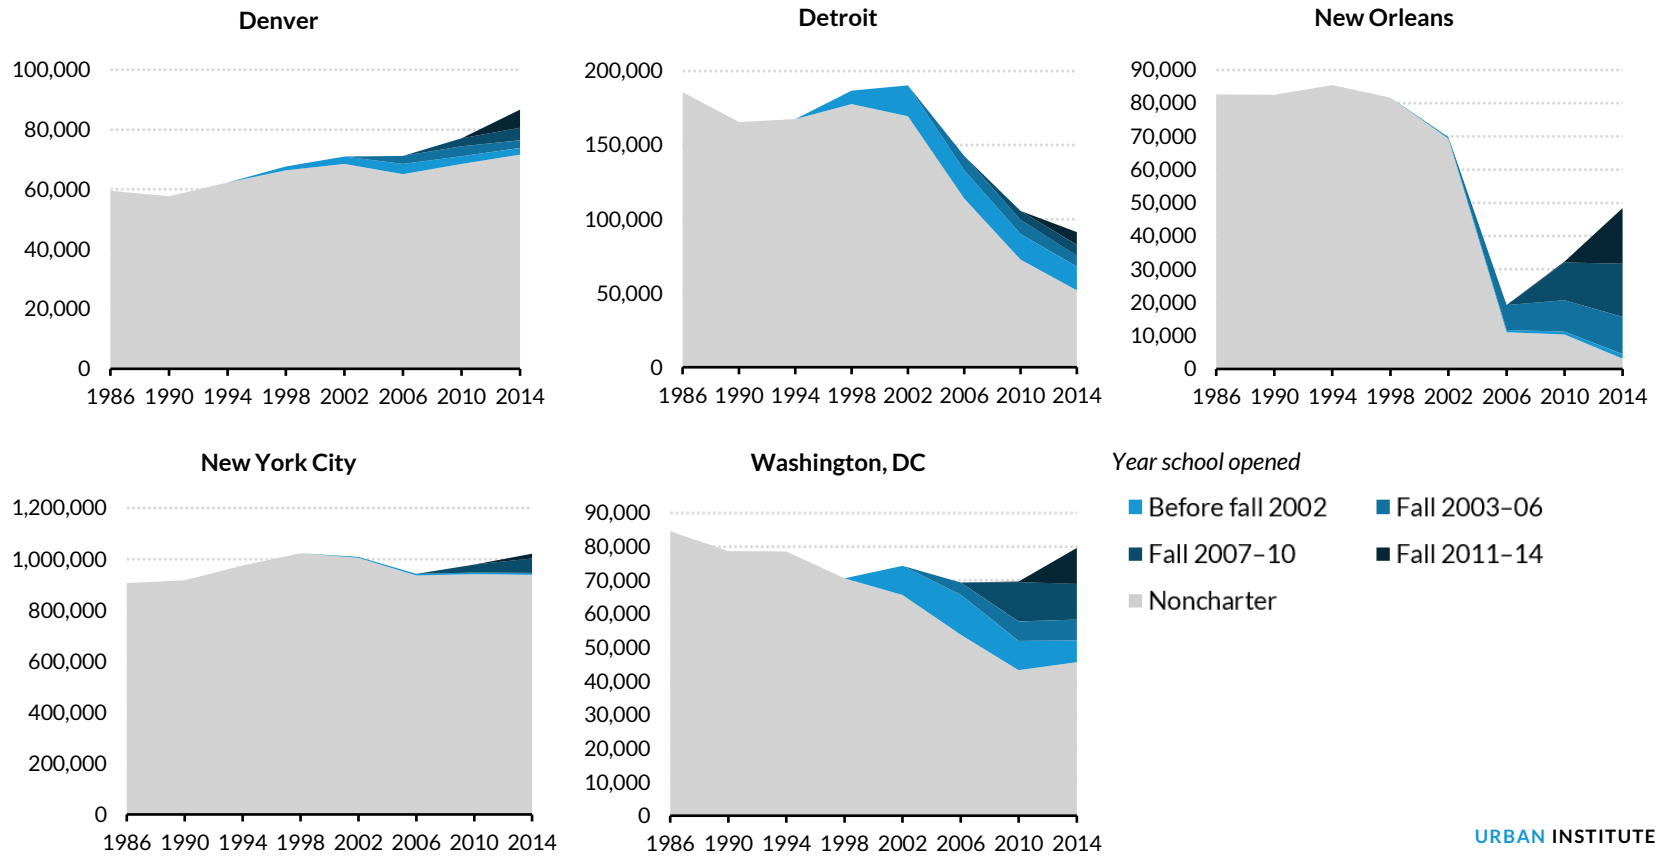 Denver
100,000
80,000
60,000
40,000
20,000
0
1986 1990 1994 1998 2002 2006 2010 2014
Detroit
200,000
150,000
100,000
50,000
0
1986 1990 1994 1998 2002 2006 2010 2014
New Orleans
90,000
80,000
70,000
60,000
50,000
40,000
30,000
20,000
10,000
0
1986 1990 1994 1998 2002 2006 2010 2014
New York City
1,200,000
1,000,000
800,000
600,000
400,000
200,000
0
1986 1990 1994 1998 2002 2006 2010 2014
Washington, DC
90,000
80,000
70,000
60,000
50,000
40,000
30,000
20,000
10,000
0
1986 1990 1994 1998 2002 2006 2010 2014
Year school opened
Before fall 2002
Fall 2003–06
Fall 2007–10
Fall 2011–14
Noncharter
URBAN INSTITUTE